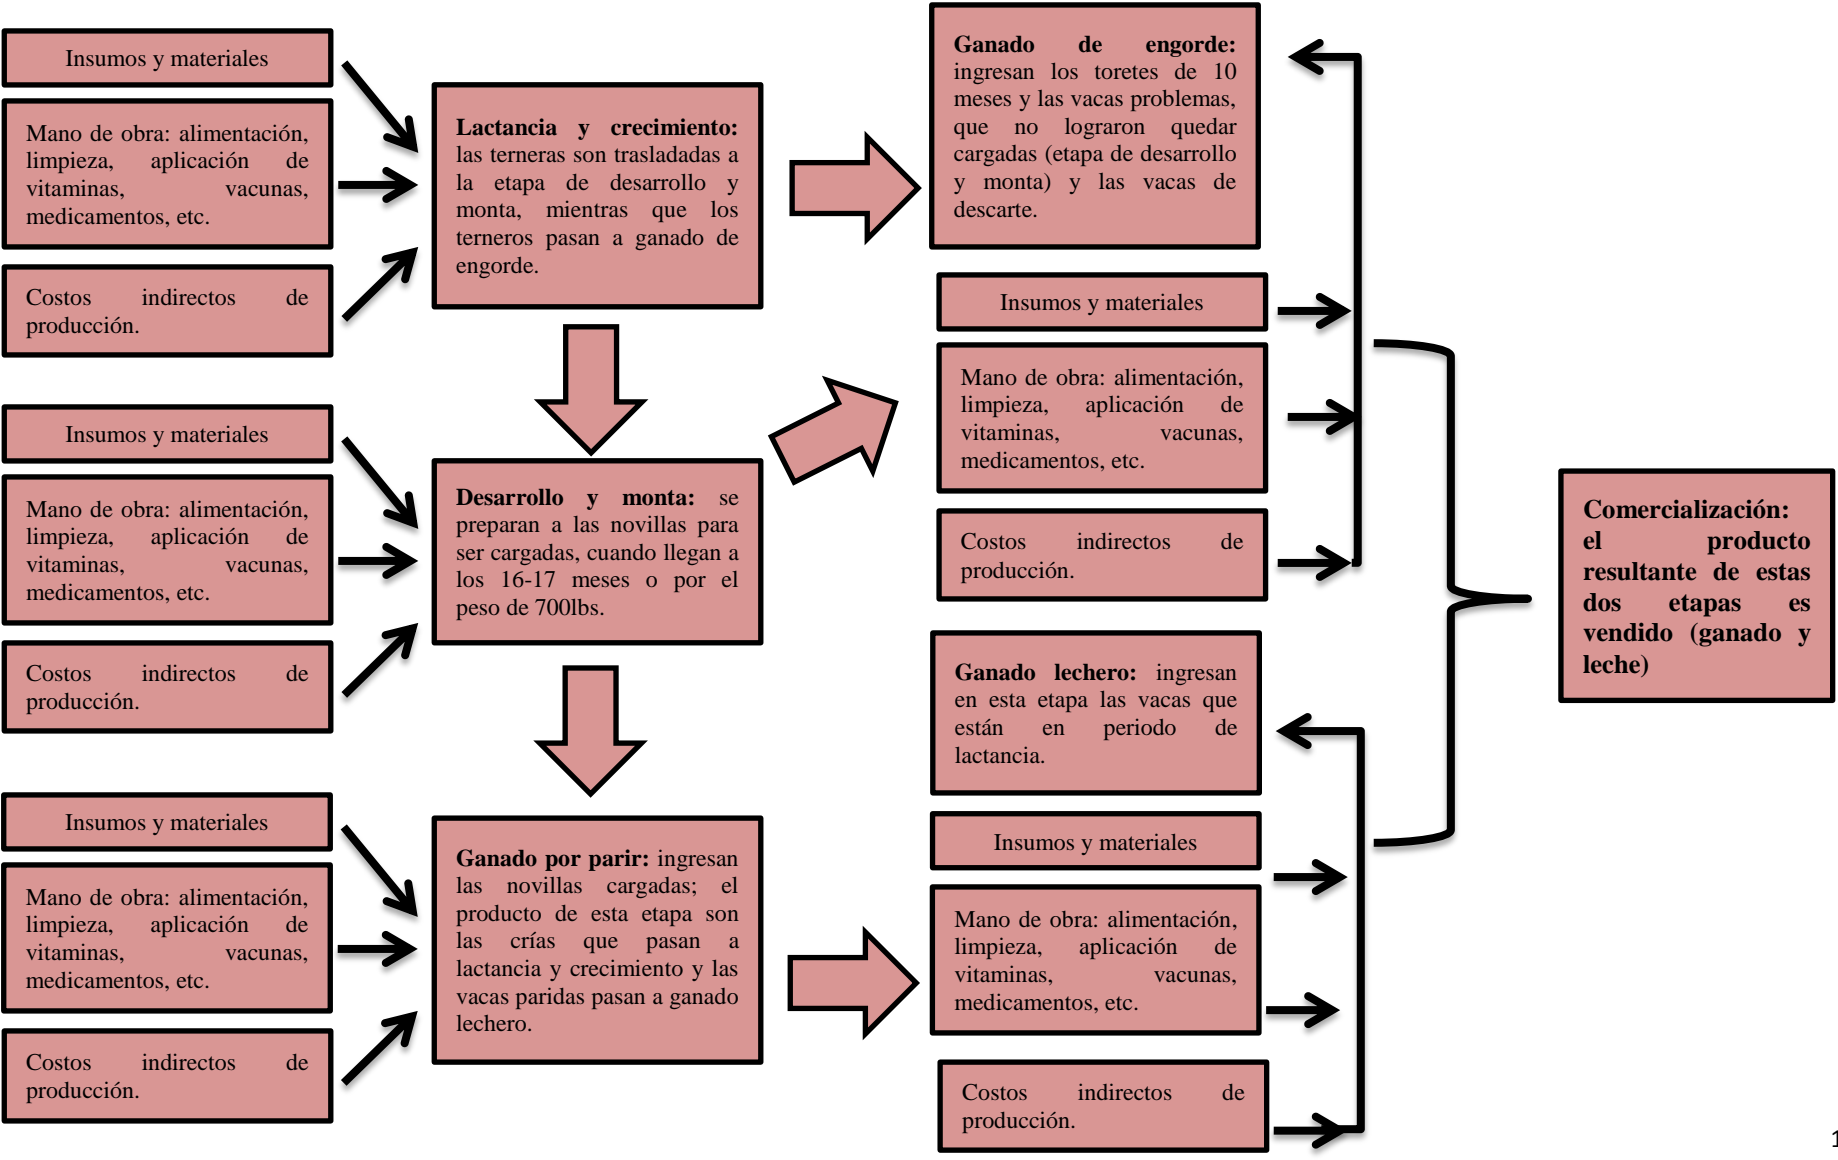 Insumos y materiales
Mano de obra: alimentación,
limpieza, aplicación de
vitaminas, vacunas,
medicamentos, etc.
Costos indirectos de
producción.
Lactancia y crecimiento:
las terneras son trasladadas a
la etapa de desarrollo y
monta, mientras que los
terneros pasan a ganado de
engorde.
Insumos y materiales
Mano de obra: alimentación,
limpieza, aplicación de
vitaminas, vacunas,
medicamentos, etc.
Costos indirectos de
producción.
Desarrollo y monta: se
preparan a las novillas para
ser cargadas, cuando llegan a
los 16-17 meses o por el
peso de 700lbs.
Insumos y materiales
Mano de obra: alimentación,
limpieza, aplicación de
vitaminas, vacunas,
medicamentos, etc.
Costos indirectos de
producción.
Ganado por parir: ingresan
las novillas cargadas; el
producto de esta etapa son
las crías que pasan a
lactancia y crecimiento y las
vacas paridas pasan a ganado
lechero.
Ganado de engorde:
ingresan los toretes de 10
meses y las vacas problemas,
que no lograron quedar
cargadas (etapa de desarrollo
y monta) y las vacas de
descarte.
Insumos y materiales
Mano de obra: alimentación,
limpieza, aplicación de
vitaminas, vacunas,
medicamentos, etc.
Costos indirectos de
producción.
Ganado lechero: ingresan
en esta etapa las vacas que
están en periodo de
lactancia.
Insumos y materiales
Mano de obra: alimentación,
limpieza, aplicación de
vitaminas, vacunas,
medicamentos, etc.
Costos indirectos de
producción.
Comercialización:
el producto
resultante de estas
dos etapas es
vendido (ganado y
leche)
1